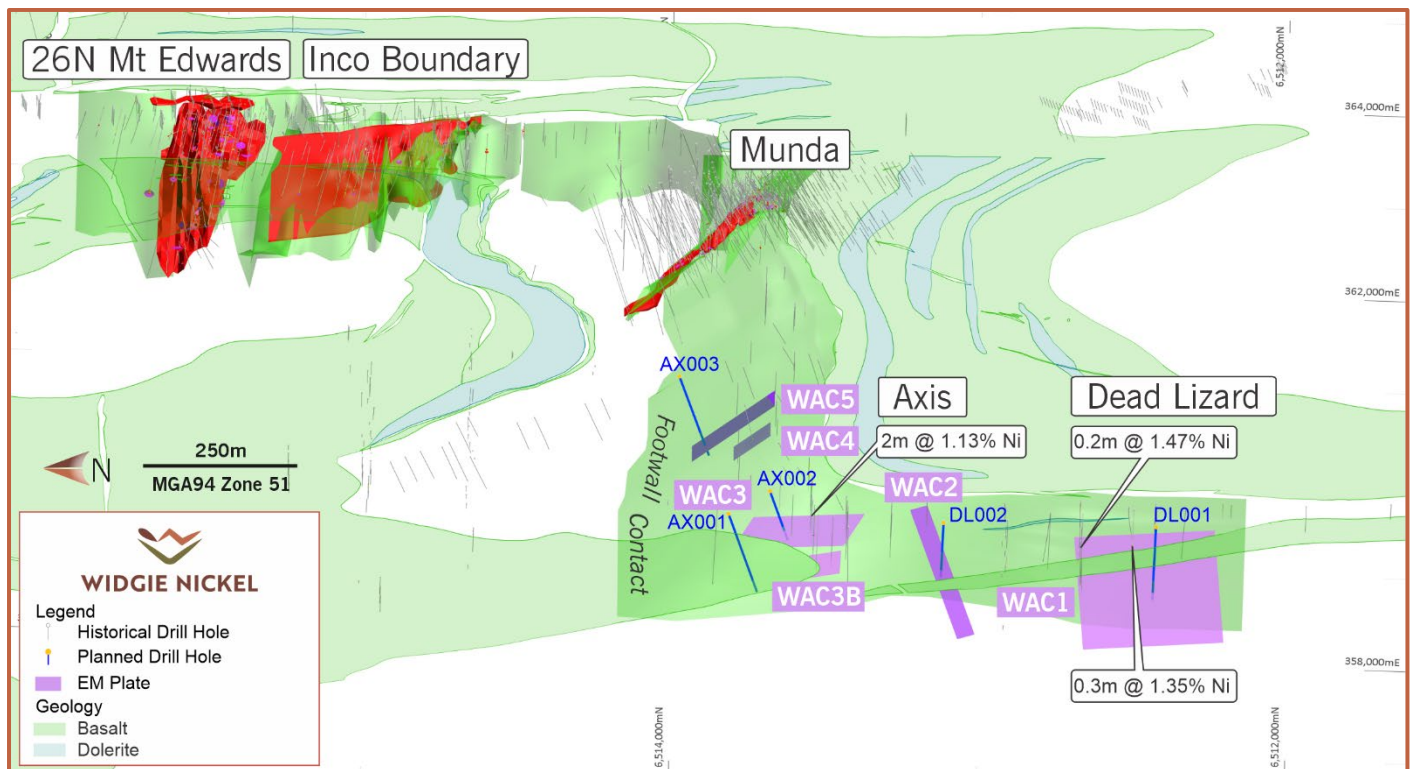 26N Mt Edwards
Inco Boundary
N
6,512,000mN
364,000mE
Munda
362,000mE
AX003
WAC5
Axis
Dead Lizard
WAC4
2m @ 1.13% Ni
0.2m @ 1.47% Ni
N
250m
MGA94 Zone 51
Footwall Contact
WAC3
AX002
WAC2
AX001
DL002
DL001
WAC3B
WAC1
0.3m @ 1.35% Ni
358,000mE
6,514,000mN
6,512,000mN
WIDGIE NICKEL
Legend
Historical Drill Hole
Planned Drill Hole
EM Plate
Geology
Basalt
Dolerite